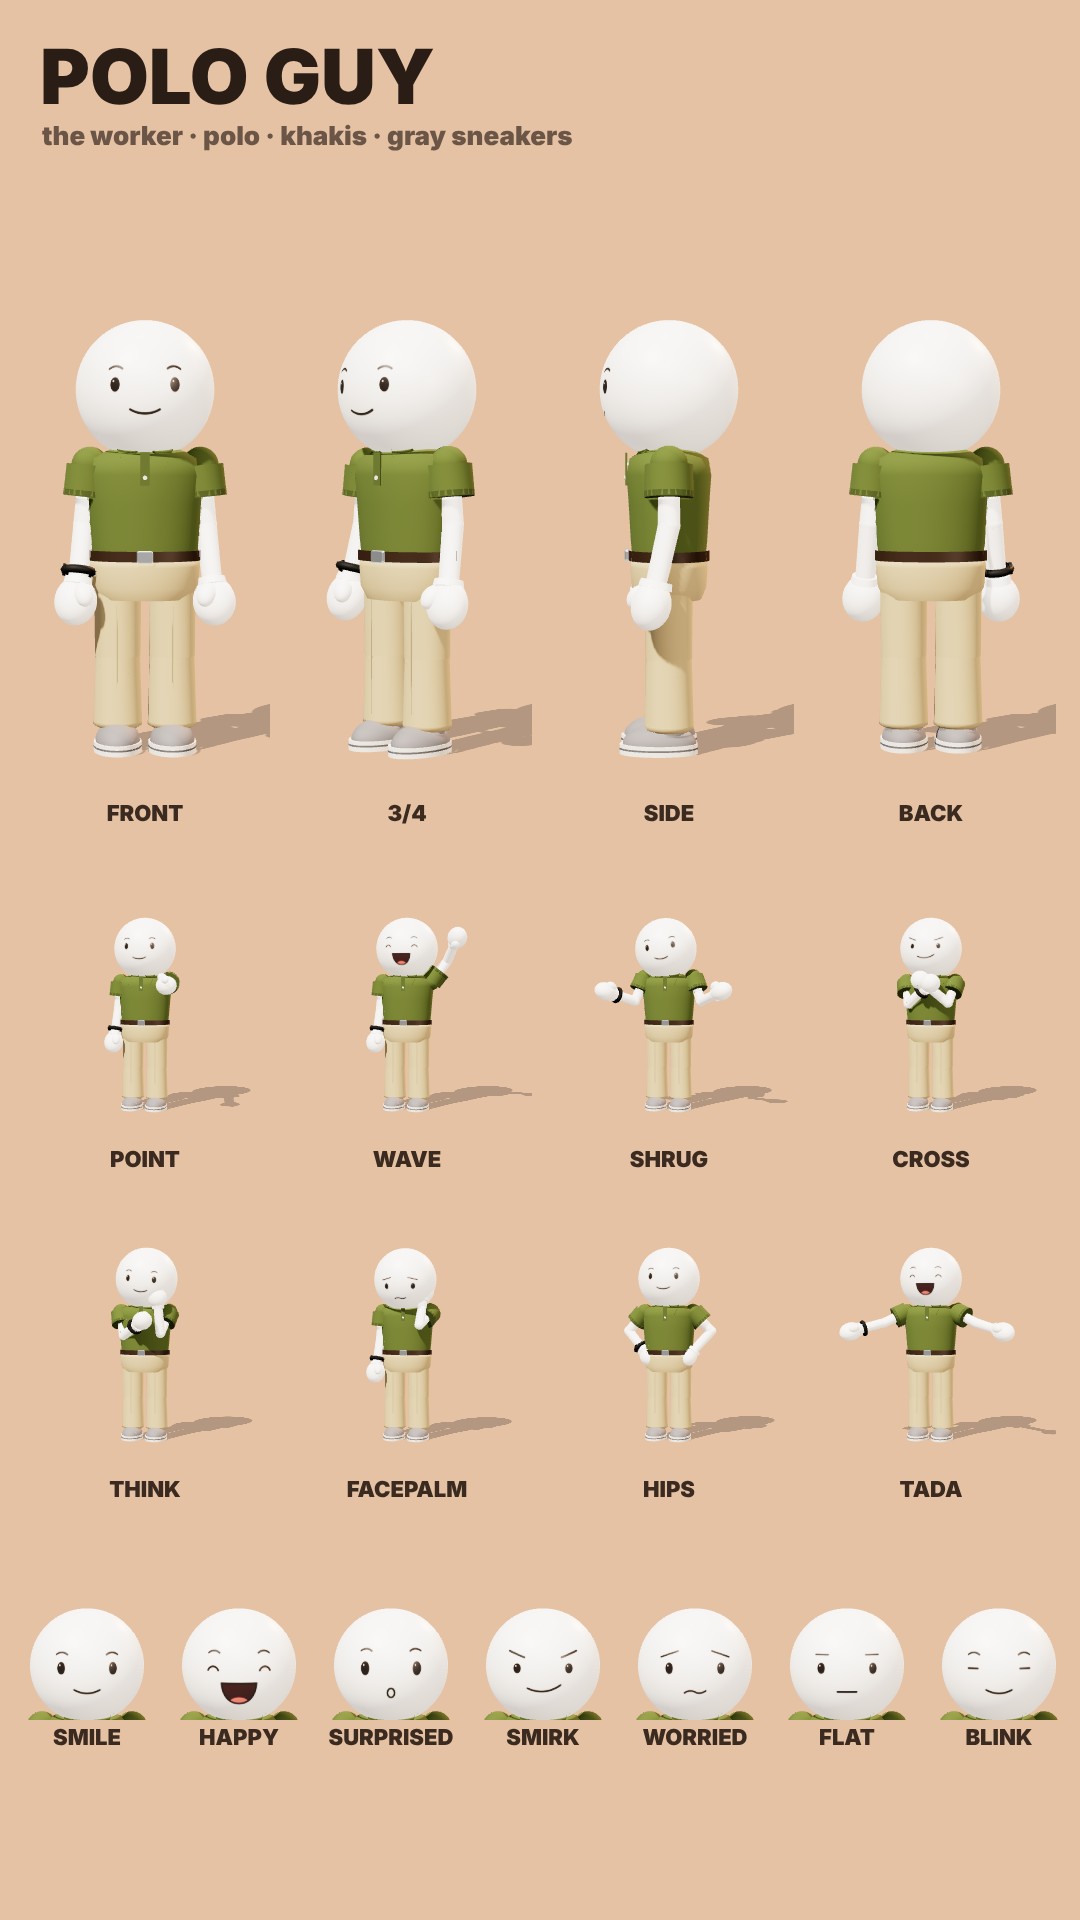 POLO GUY
the worker · polo · khakis · gray sneakers
FRONT
3/4
SIDE
BACK
POINT
WAVE
SHRUG
CROSS
THINK
FACEPALM
HIPS
TADA
SMILE
HAPPY
SURPRISED
SMIRK
WORRIED
FLAT
BLINK